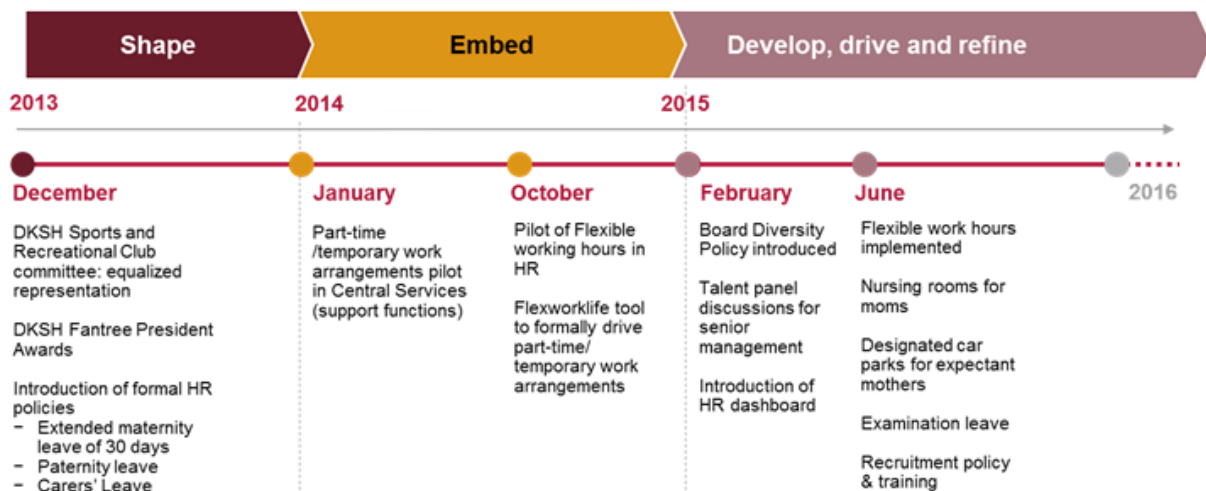 Shape
Embed
Develop, drive and refine
2013
2014
2015
December
January
October
February
June
2016
DKSH Sports and
Recreational Club
committee: equalized
representation
DKSH Fantree President
Awards
Introduction of formal HR
policies
− Extended maternity
leave of 30 days
− Paternity leave
− Carers' Leave
Part-time
/temporary work
arrangements pilot
in Central Services
(support functions)
Pilot of Flexible
working hours in
HR
Flexworklife tool
to formally drive
part-time/
temporary work
arrangements
Board Diversity
Policy introduced
Talent panel
discussions for
senior
management
Introduction of
HR dashboard
Flexible work hours
implemented
Nursing rooms for
moms
Designated car
parks for expectant
mothers
Examination leave
Recruitment policy
& training